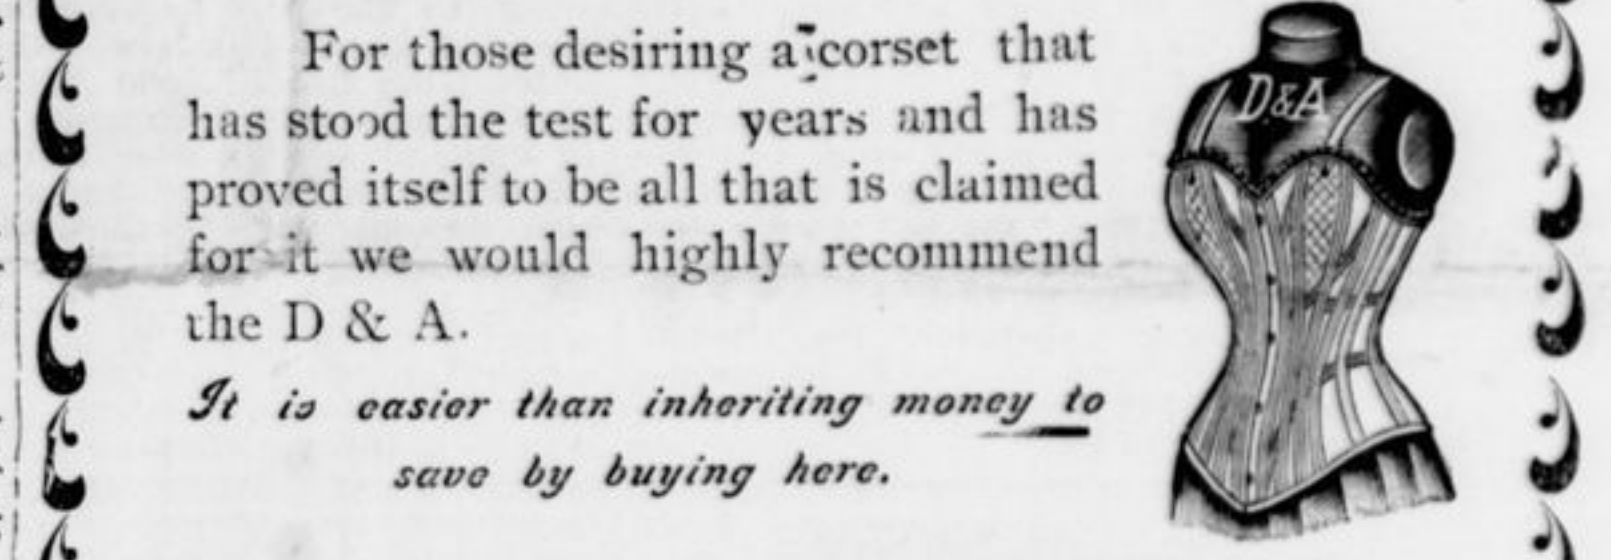 For those desiring a corset that
has stood the test for years and has
proved itself to be all that is claimed
for it we would highly recommend
the D & A.
It is easier than inheriting money to
save by buying here.
D&A